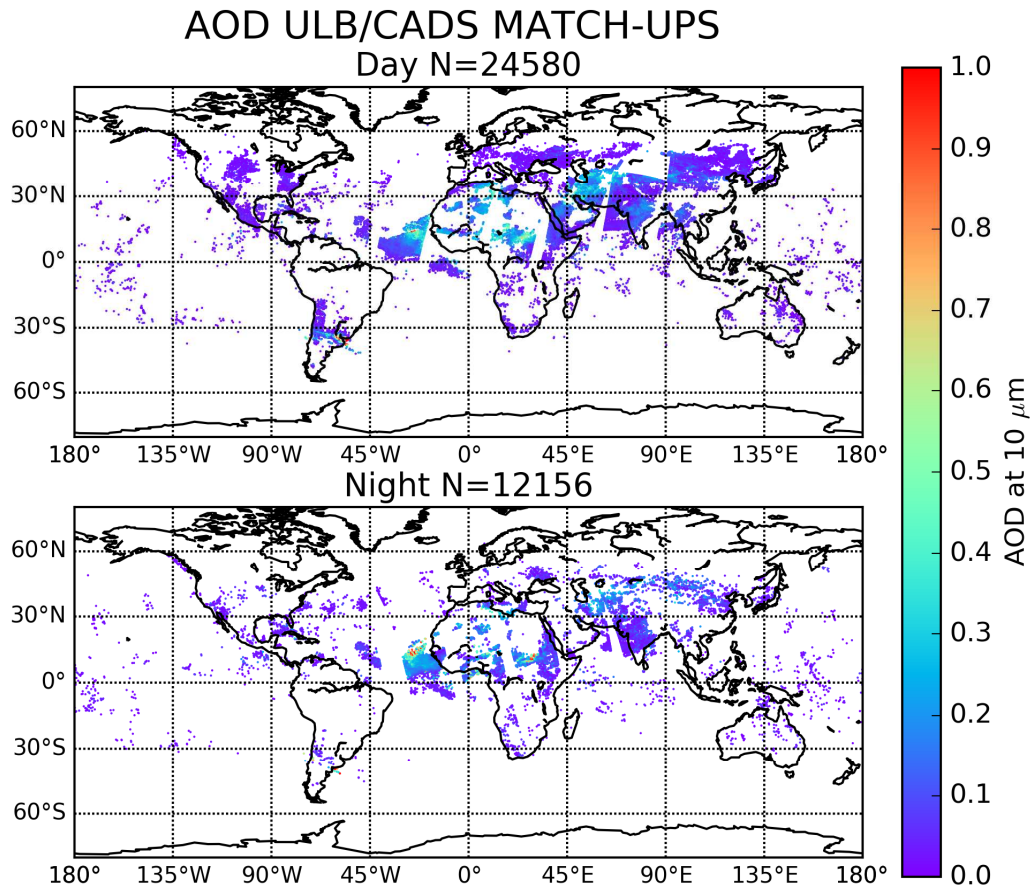 AOD ULB/CADS MATCH-UPS
Day N=24580
60°N
30°N
0°
30°S
60°S
180° 135°W 90°W 45°W 0° 45°E 90°E 135°E 180°
Night N=12156
60°N
30°N
0°
30°S
60°S
180° 135°W 90°W 45°W 0° 45°E 90°E 135°E 180°
1.0
0.9
0.8
0.7
0.6
0.5
0.4
0.3
0.2
0.1
0.0
AOD at 10 μm